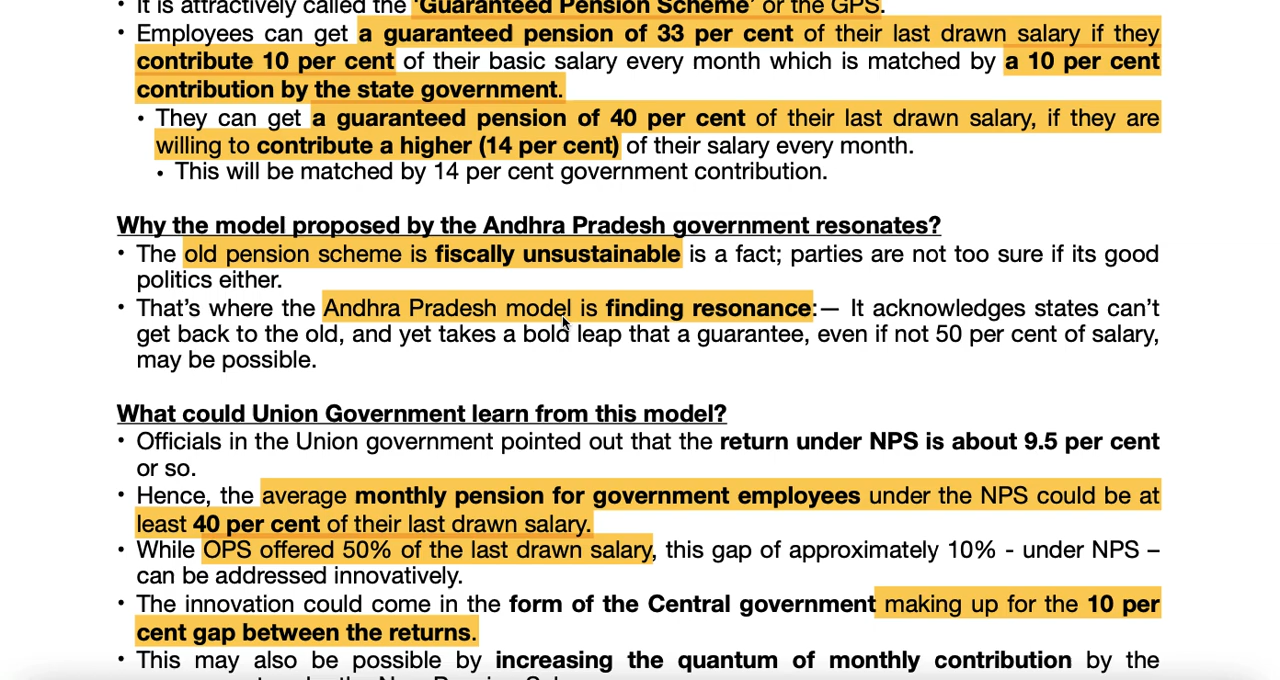 • It is attractively called the ‘Guaranteed Pension Scheme’ or the GPS.
• Employees can get a guaranteed pension of 33 per cent of their last drawn salary if they
contribute 10 per cent of their basic salary every month which is matched by a 10 per cent
contribution by the state government.
• They can get a guaranteed pension of 40 per cent of their last drawn salary, if they are
willing to contribute a higher (14 per cent) of their salary every month.
• This will be matched by 14 per cent government contribution.
Why the model proposed by the Andhra Pradesh government resonates?
• The old pension scheme is fiscally unsustainable is a fact; parties are not too sure if its good
politics either.
• That’s where the Andhra Pradesh model is finding resonance:— It acknowledges states can’t
get back to the old, and yet takes a bold leap that a guarantee, even if not 50 per cent of salary,
may be possible.
What could Union Government learn from this model?
• Officials in the Union government pointed out that the return under NPS is about 9.5 per cent
or so.
• Hence, the average monthly pension for government employees under the NPS could be at
least 40 per cent of their last drawn salary.
• While OPS offered 50% of the last drawn salary, this gap of approximately 10% - under NPS –
can be addressed innovatively.
• The innovation could come in the form of the Central government making up for the 10 per
cent gap between the returns.
• This may also be possible by increasing the quantum of monthly contribution by the